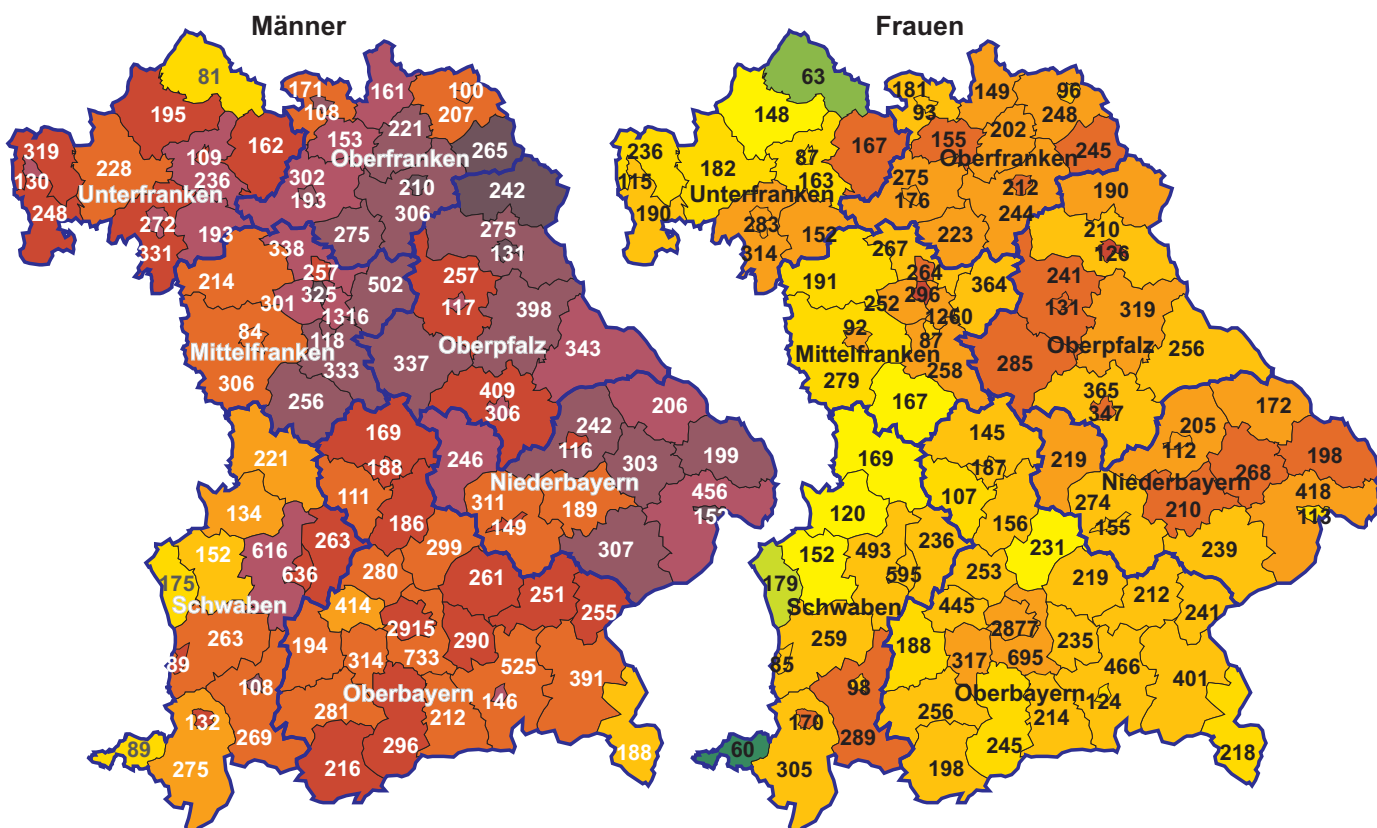 Männer Frauen
81
171 161 100
195 108 207
153 221
162 265
319 228 109 Oberfranken
130 236 302 210 242
Unterfranken 193
248 272 193 306
331 338 275 275
131
214 257 502 257
301 325 117 398
1316
84 118 343
Mittelfranken 333 337 Oberpfalz
306 256 409
306 206
169 242
221 188 246 116 303 199
111 Niederbayern
134 311 189 456
186 149
152 616 263 299 307
636 280 261
175 251
Schwaben 414 255
263 194 2915 290
89 314 733 525 391
108 Oberbayern
132 281 212 146
89 269 296
275 216 188
63
181 149 96
148 93 248
155 202
167 245
236 182 87 Oberfranken
115 163 275 212 190
Unterfranken 176
190 283 152 244
314 267 223 210
126
191 264 364 241
252 296 131 319
1260
92 87 256
Mittelfranken 258 285 Oberpfalz
279 167 365
347 172
145 205
169 187 219 112 268 198
107 Niederbayern
120 274 210 418
156 155 113
152 493 236 231 239
595 253 219
179 212
Schwaben 445 241
259 188 2877 235
85 317 695 466 401
98 Oberbayern
170 256 214 124
60 289 245
305 198 218